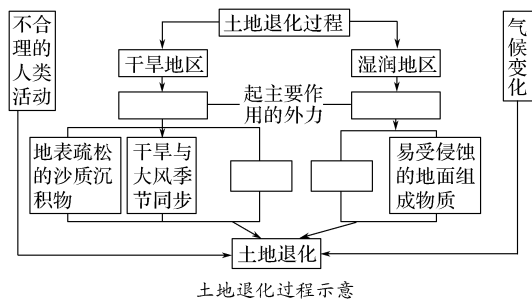 土地退化过程
不合
理的
人类
活动
气
候
变
化
干旱地区
湿润地区
起主要作
用的外力
地表疏松
的沙质沉
积物
干旱与
大风季
节同步
易受侵蚀
的地面组
成物质
土地退化
土地退化过程示意